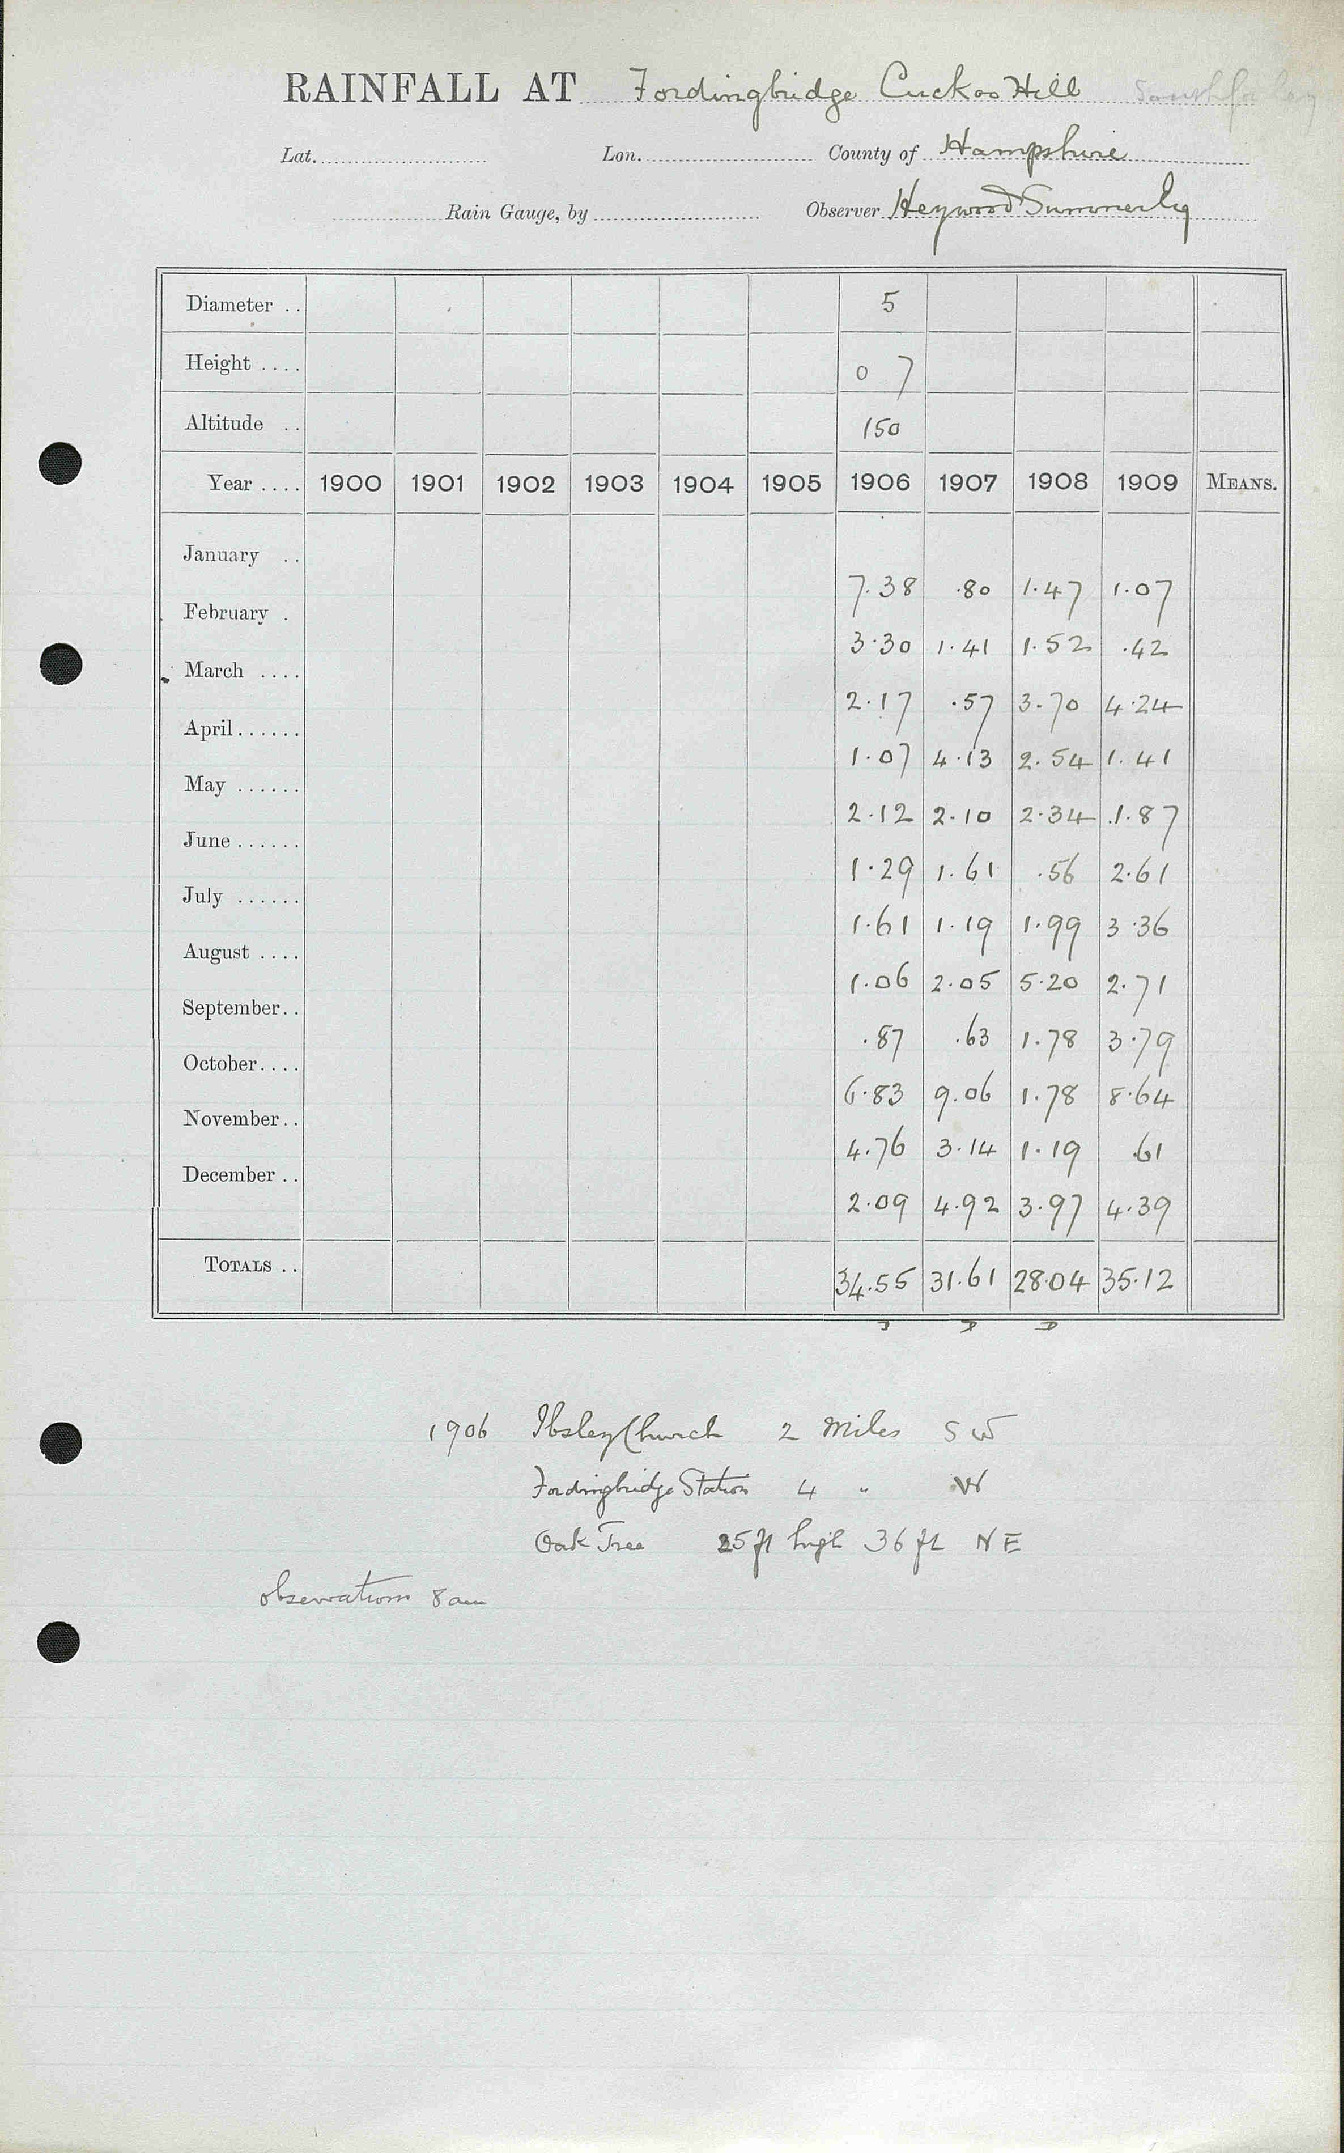 RAINFALL AT Fordingbridge Cuckoo Hill
Lat. Lon. County of Hampshire
Rain Gauge, by Observer Heywood
Diameter .. 5
Height .... 0 7
Altitude .. 150
Year .... 1900 1901 1902 1903 1904 1905 1906 1907 1908 1909 MEANS.
January .. 7.38 .80 1.47 1.07
February . 3.30 1.41 1.52 .42
March .... 2.17 .57 3.70 4.24
April...... 1.07 4.13 2.54 1.41
May ...... 2.12 2.10 2.34 1.87
June ...... 1.29 1.61 .56 2.61
July ...... 1.61 1.19 1.99 3.36
August .... 1.06 2.05 5.20 2.71
September.. .87 .63 1.78 3.79
October.... 6.83 9.06 1.78 8.64
November.. 4.76 3.14 1.19 .61
December .. 2.09 4.92 3.97 4.39
TOTALS .. 34.55 31.61 28.04 35.12
1906 Ibsley Church 2 Miles SW
Fordingbridge Station 4 " W
Oak Tree 25 ft high 36 ft NE
observations 8 am